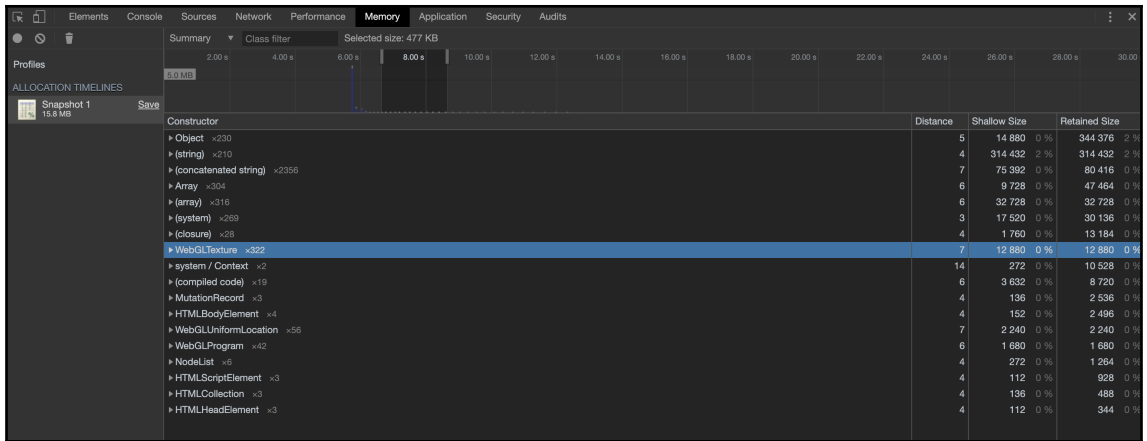 Elements Console Sources Network Performance Memory Application Security Audits
Summary ▼ Class filter Selected size: 477 KB
Profiles
2.00 s 4.00 s 6.00 s 8.00 s 10.00 s 12.00 s 14.00 s 16.00 s 18.00 s 20.00 s 22.00 s 24.00 s 26.00 s 28.00 s 30.00
5.0 MB
ALLOCATION TIMELINES
Snapshot 1 Save
15.8 MB
Constructor Distance Shallow Size Retained Size
▶ Object ×230 5 14 880 0 % 344 376 2 %
▶ (string) ×210 4 314 432 2 % 314 432 2 %
▶ (concatenated string) ×2356 7 75 392 0 % 80 416 0 %
▶ Array ×304 6 9 728 0 % 47 464 0 %
▶ (array) ×316 6 32 728 0 % 32 728 0 %
▶ (system) ×269 3 17 520 0 % 30 136 0 %
▶ (closure) ×28 4 1 760 0 % 13 184 0 %
▶ WebGLTexture ×322 7 12 880 0 % 12 880 0 %
▶ system / Context ×2 14 272 0 % 10 528 0 %
▶ (compiled code) ×19 6 3 632 0 % 8 720 0 %
▶ MutationRecord ×3 4 136 0 % 2 536 0 %
▶ HTMLBodyElement ×4 4 152 0 % 2 496 0 %
▶ WebGLUniformLocation ×56 7 2 240 0 % 2 240 0 %
▶ WebGLProgram ×42 6 1 680 0 % 1 680 0 %
▶ NodeList ×6 4 272 0 % 1 264 0 %
▶ HTMLScriptElement ×3 4 112 0 % 928 0 %
▶ HTMLCollection ×3 4 136 0 % 488 0 %
▶ HTMLHeadElement ×3 4 112 0 % 344 0 %